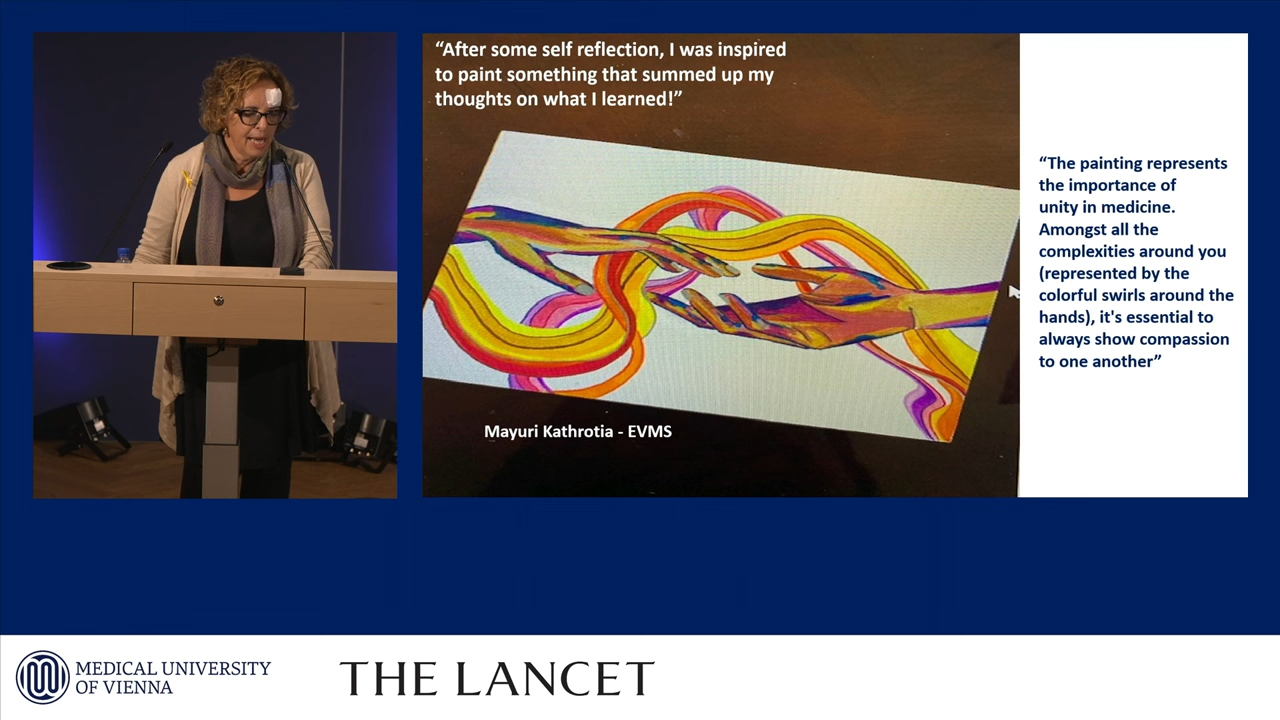 “After some self reflection, I was inspired
to paint something that summed up my
thoughts on what I learned!”
Mayuri Kathrotia - EVMS
“The painting represents
the importance of
unity in medicine.
Amongst all the
complexities around you
(represented by the
colorful swirls around the
hands), it's essential to
always show compassion
to one another”
MEDICAL UNIVERSITY
OF VIENNA
THE LANCET